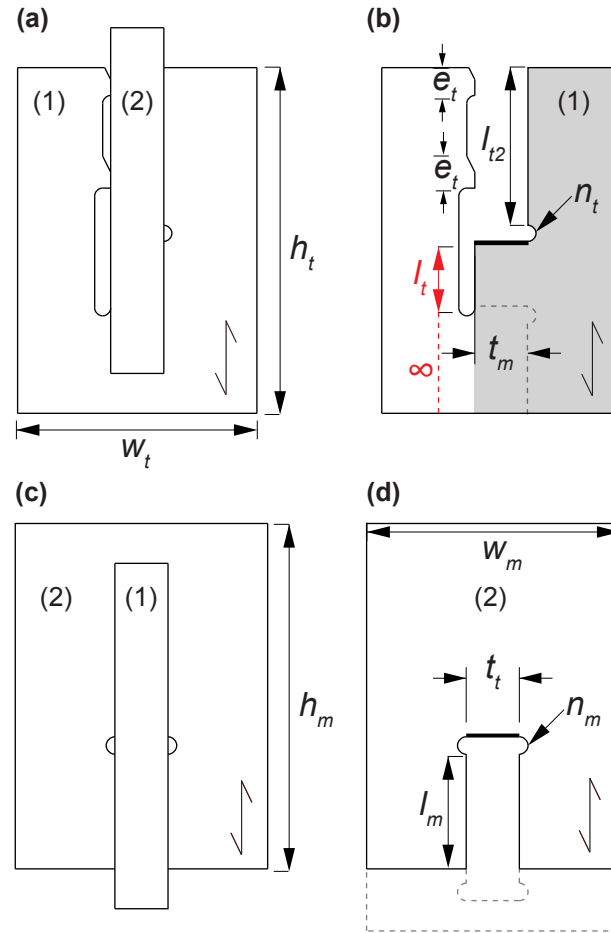 (a)
(1)
(2)
h_t
w_t
(b)
(1)
e_t
e_t
l_t2
n_t
l_t
t_m
∞
(c)
(2)
(1)
h_m
(d)
w_m
(2)
t_t
n_m
l_m